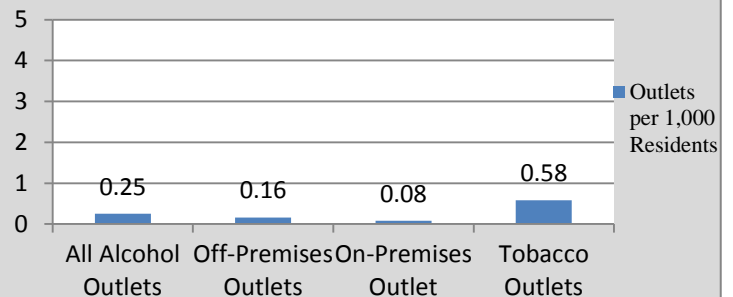 5
4
3
2
1
0
0.25
0.16
0.08
0.58
All Alcohol Outlets
Off-Premises Outlets
On-Premises Outlet
Tobacco Outlets
Outlets
per 1,000
Residents